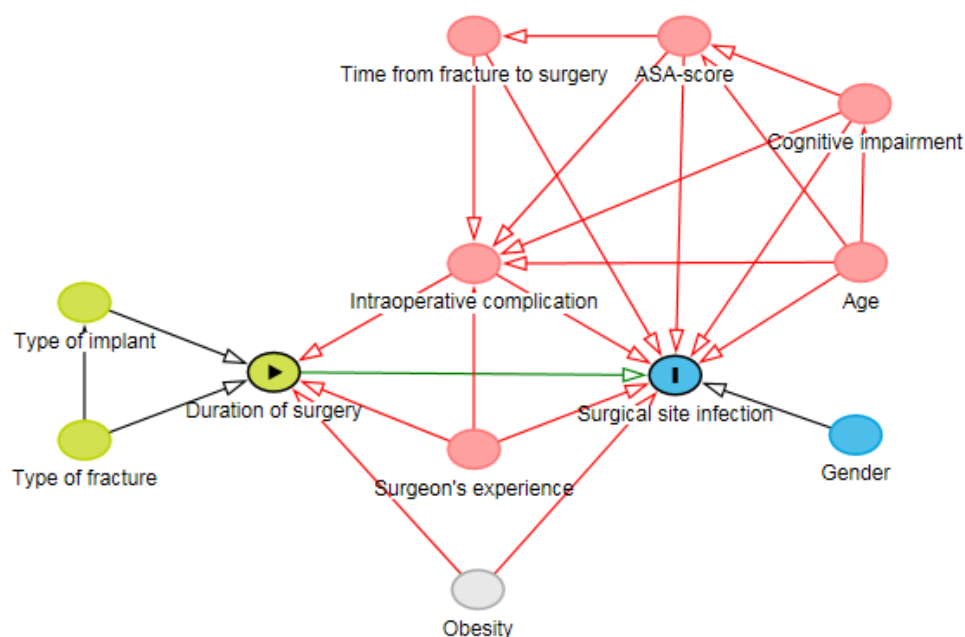 Time from fracture to surgery
ASA-score
Cognitive impairment
Intraoperative complication
Age
Type of implant
Duration of surgery
Surgical site infection
Type of fracture
Surgeon's experience
Gender
Obesity